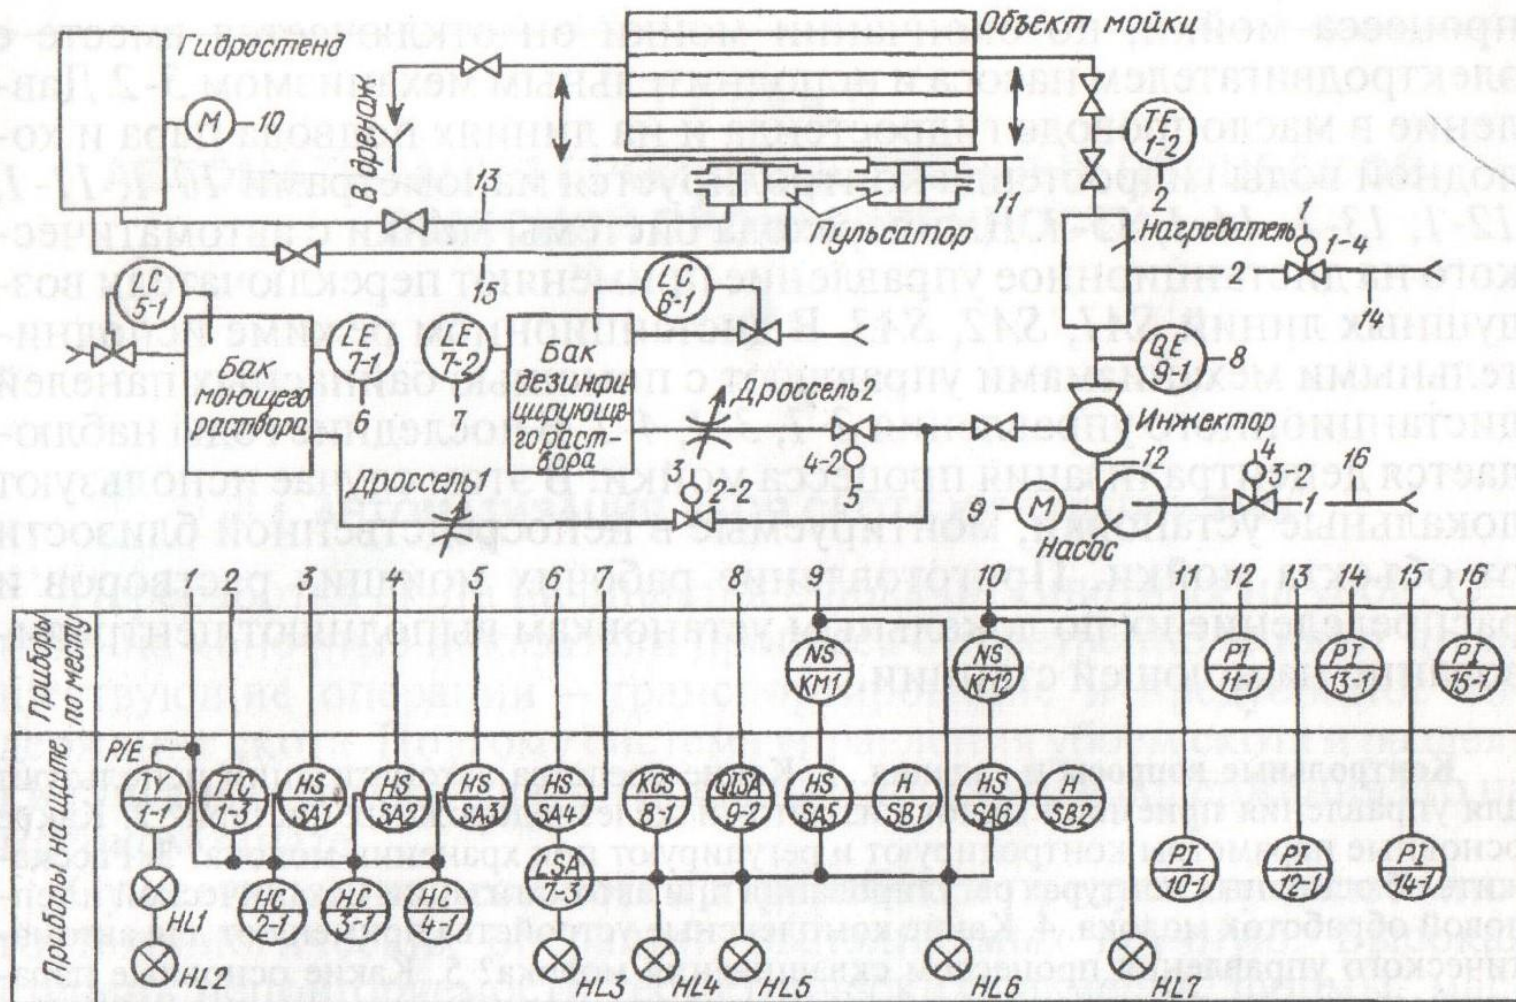 Гидростенд
Объект мойки
М
10
В дренаж
TE
1-2
13
11
Пульсатор
2
Нагреватель
1
1-4
2
14
LC
5-1
15
LC
6-1
Бак
моющего
раствора
LE
7-1
6
LE
7-2
7
Бак
дезинфи
цирующе-
го раст-
вора
Дроссель2
QE
9-1
8
Инжектор
4-2
5
12
4
3-2
1
16
9
М
Насос
Дроссель1
3
2-2
1 2 3 4 5 6 7 8 9 10 11 12 13 14 15 16
Приборы
по месту
NS
KM1
NS
KM2
PI
11-1
PI
13-1
PI
15-1
Приборы на щите
P/E
TY
1-1
TTC
1-3
HS
SA1
HS
SA2
HS
SA3
HS
SA4
KCS
8-1
QISA
9-2
HS
SA5
H
SB1
HS
SA6
H
SB2
LSA
7-3
PI
10-1
PI
12-1
PI
14-1
HL1
HC
2-1
HC
3-1
HC
4-1
HL2
HL3
HL4
HL5
HL6
HL7